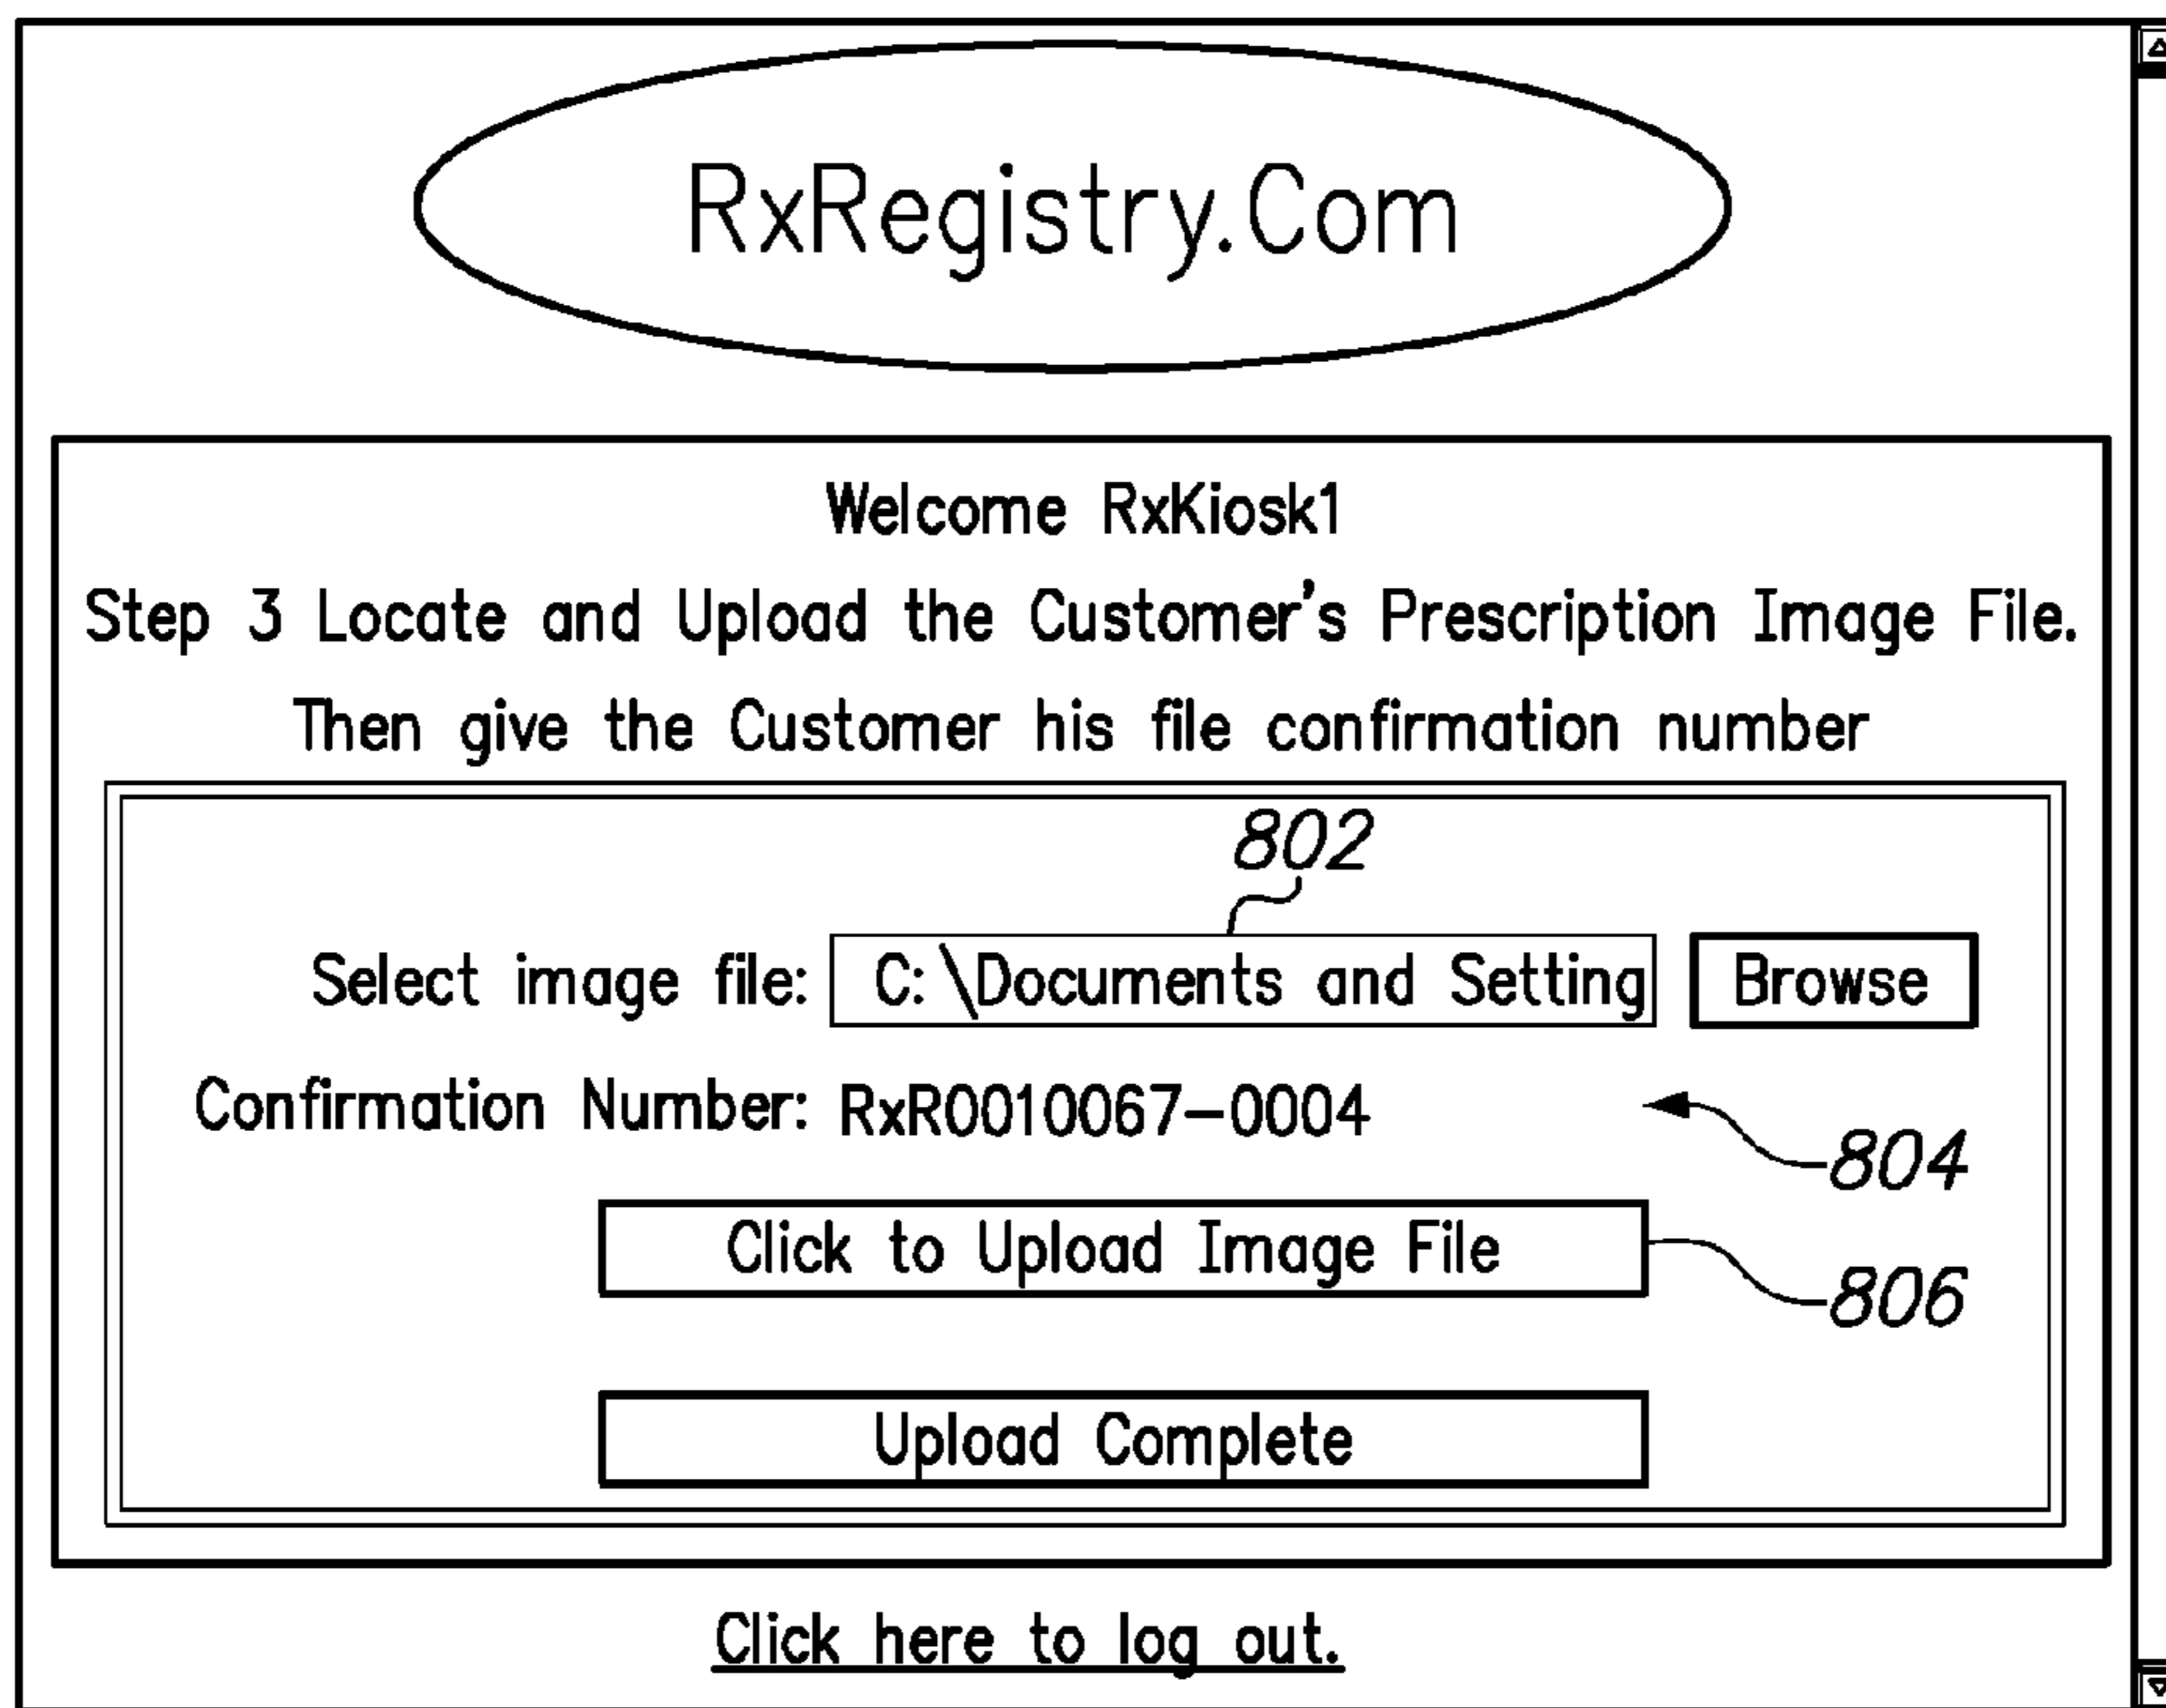 RxRegistry.Com
Welcome RxKiosk1
Step 3 Locate and Upload the Customer's Prescription Image File.
Then give the Customer his file confirmation number
802
Select image file: C:\Documents and Setting Browse
Confirmation Number: RxR0010067-0004
804
Click to Upload Image File
806
Upload Complete
Click here to log out.